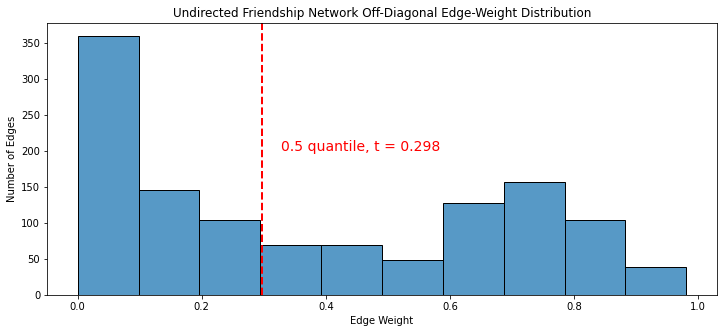 Undirected Friendship Network Off-Diagonal Edge-Weight Distribution
350
300
250
200
150
100
50
0
Number of Edges
0.5 quantile, t = 0.298
0.0 0.2 0.4 0.6 0.8 1.0
Edge Weight